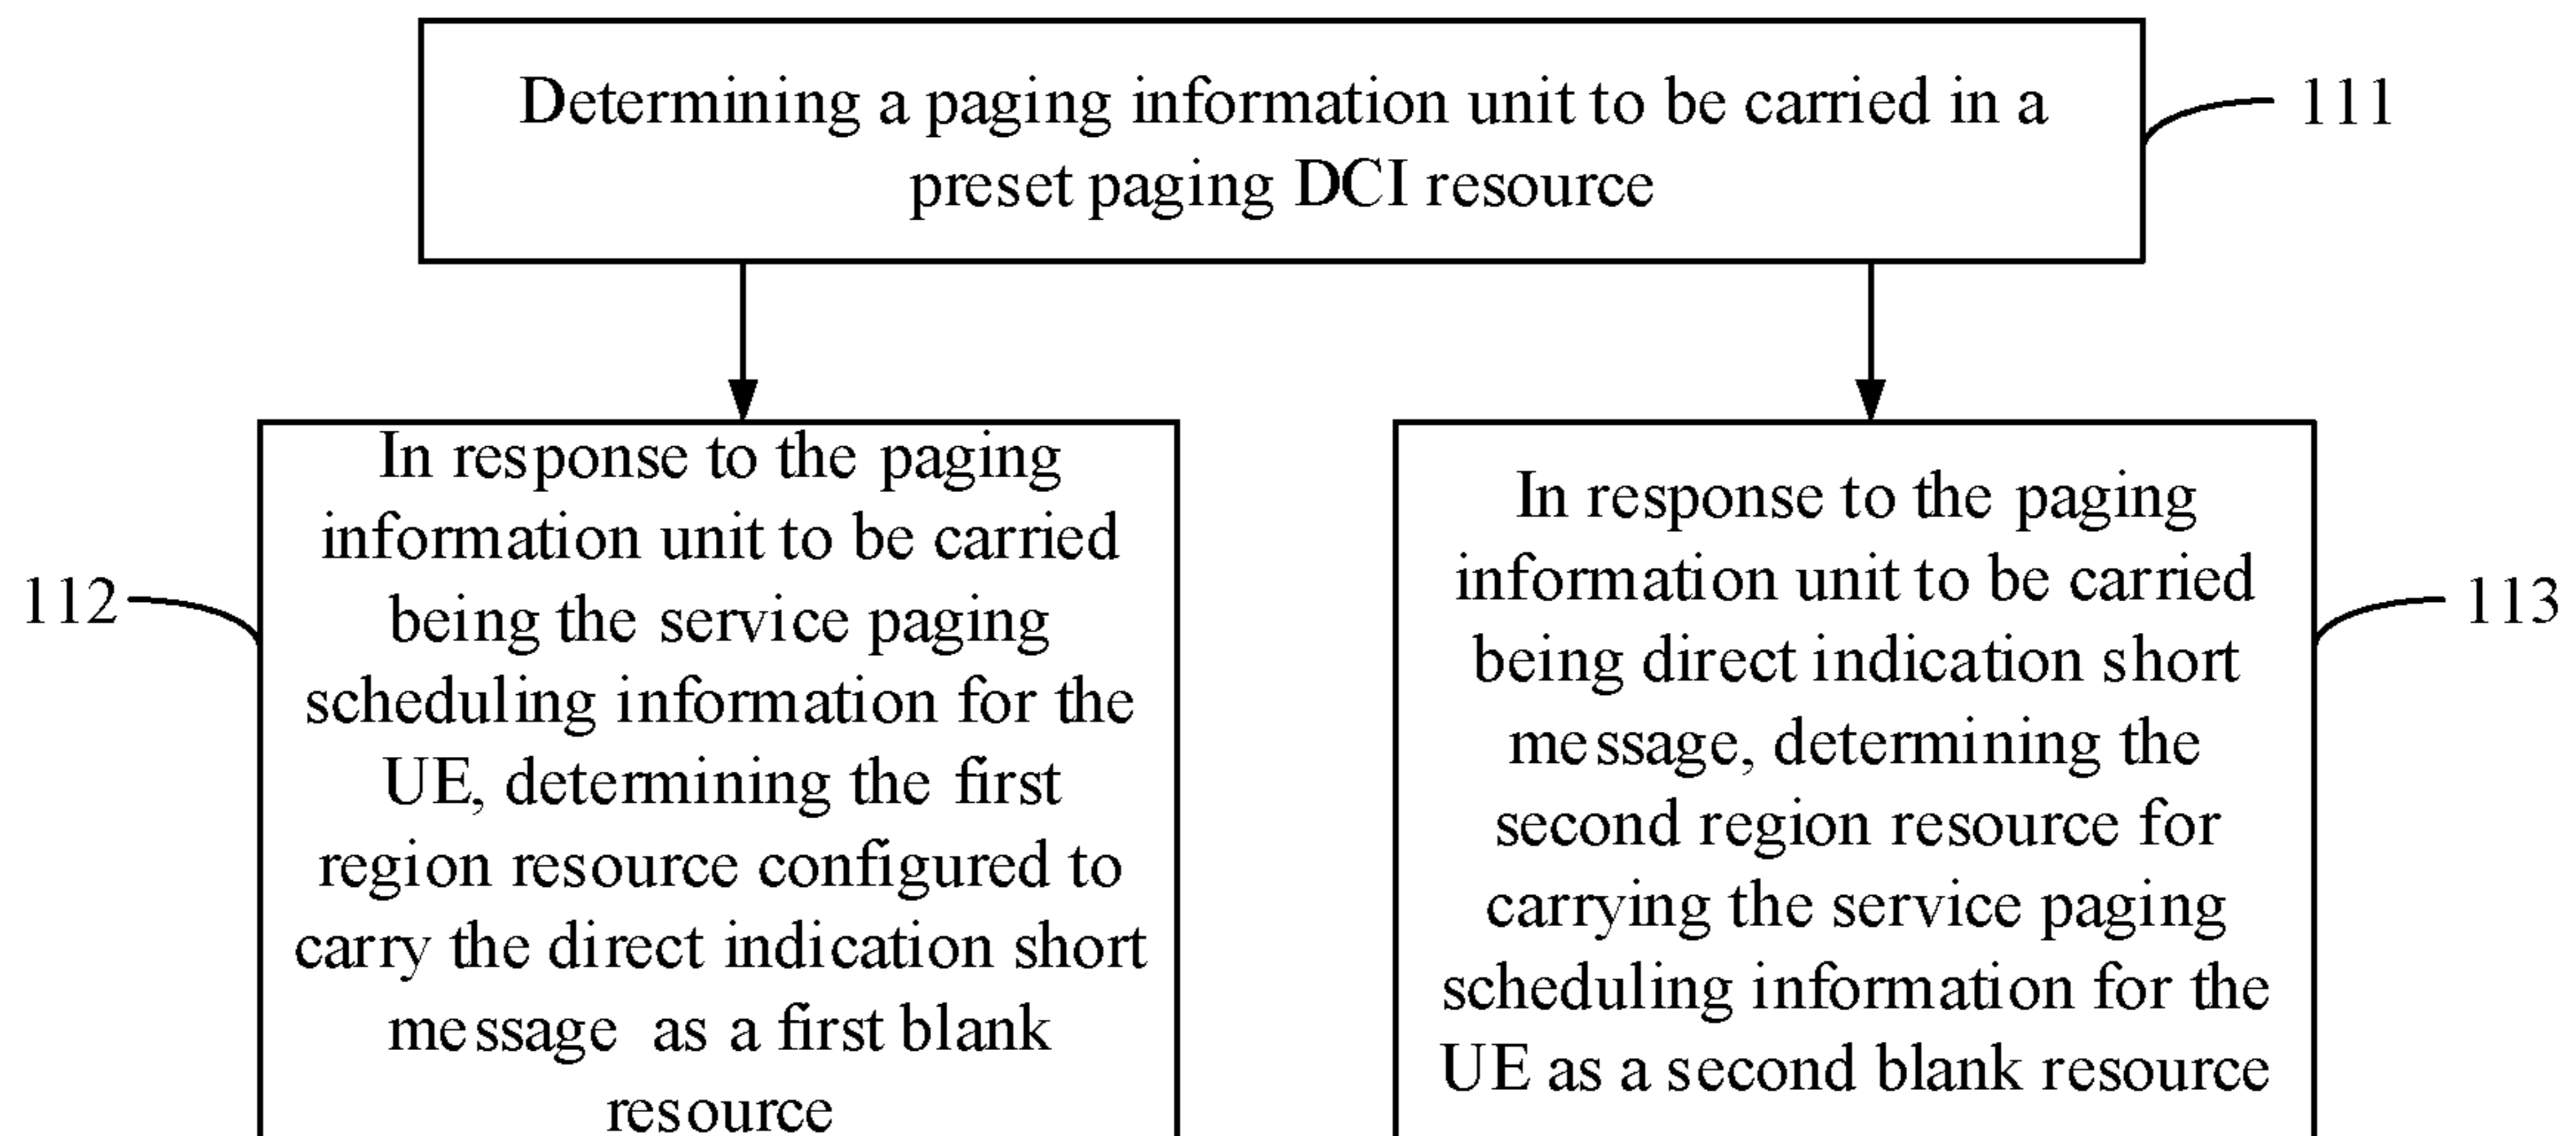 Determining a paging information unit to be carried in a
preset paging DCI resource
111
In response to the paging
information unit to be carried
being the service paging
scheduling information for the
UE, determining the first
region resource configured to
carry the direct indication short
message as a first blank
resource
112
In response to the paging
information unit to be carried
being direct indication short
message, determining the
second region resource for
carrying the service paging
scheduling information for the
UE as a second blank resource
113